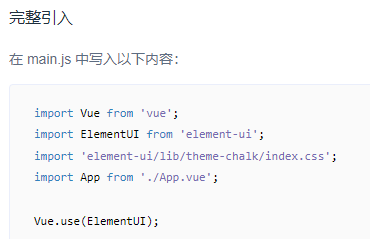 完整引入
在 main.js 中写入以下内容：
import Vue from 'vue';
import ElementUI from 'element-ui';
import 'element-ui/lib/theme-chalk/index.css';
import App from './App.vue';
Vue.use(ElementUI);